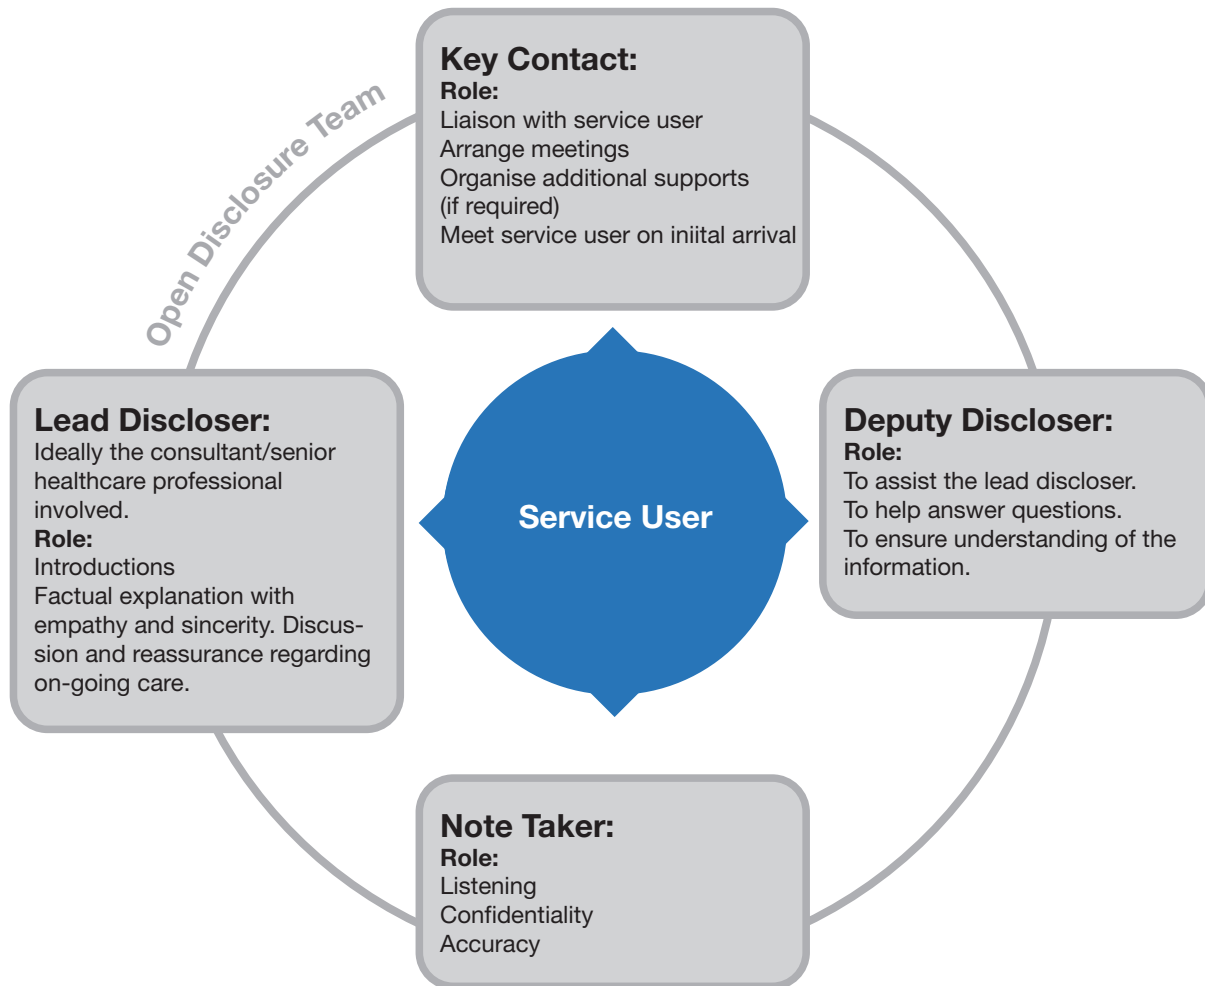 Key Contact:
Role:
Liaison with service user
Arrange meetings
Organise additional supports
(if required)
Meet service user on iniital arrival
Open Disclosure Team
Lead Discloser:
Ideally the consultant/senior
healthcare professional
involved.
Role:
Introductions
Factual explanation with
empathy and sincerity. Discus-
sion and reassurance regarding
on-going care.
Service User
Deputy Discloser:
Role:
To assist the lead discloser.
To help answer questions.
To ensure understanding of the
information.
Note Taker:
Role:
Listening
Confidentiality
Accuracy